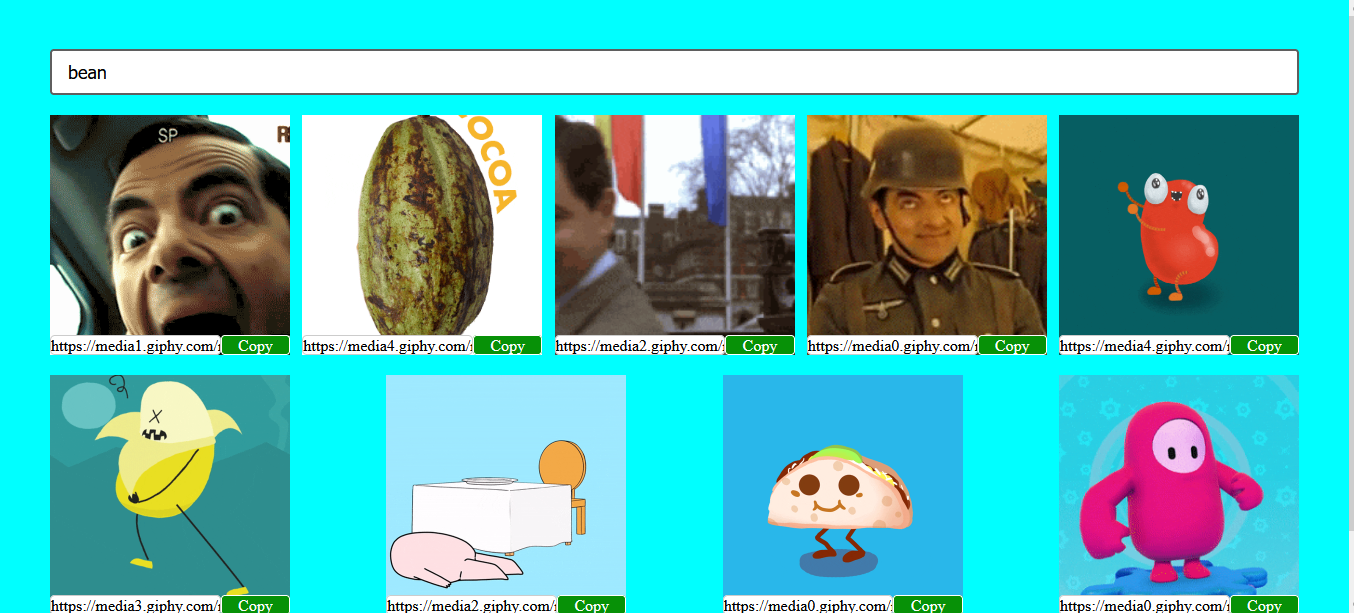 bean
SP
COCOA
https://media1.giphy.com/ Copy
https://media4.giphy.com/ Copy
https://media2.giphy.com/ Copy
https://media0.giphy.com/ Copy
https://media4.giphy.com/ Copy
https://media3.giphy.com/ Copy
https://media2.giphy.com/ Copy
https://media0.giphy.com/ Copy
https://media0.giphy.com/ Copy